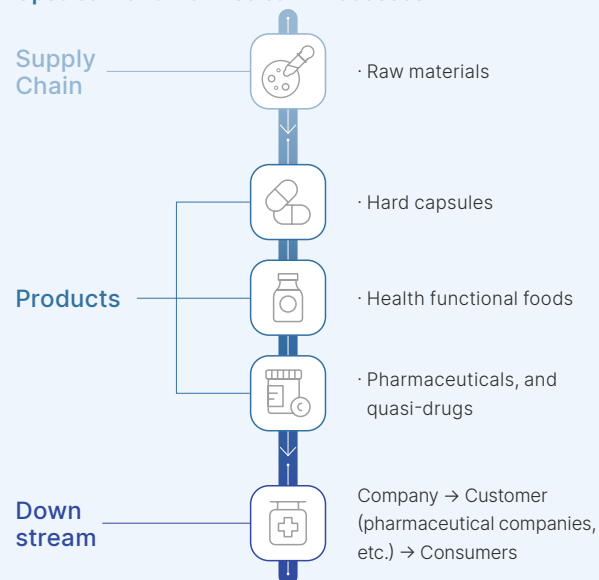 Supply
Chain
· Raw materials
· Hard capsules
Products
· Health functional foods
· Pharmaceuticals, and
quasi-drugs
Down
stream
Company → Customer
(pharmaceutical companies,
etc.) → Consumers